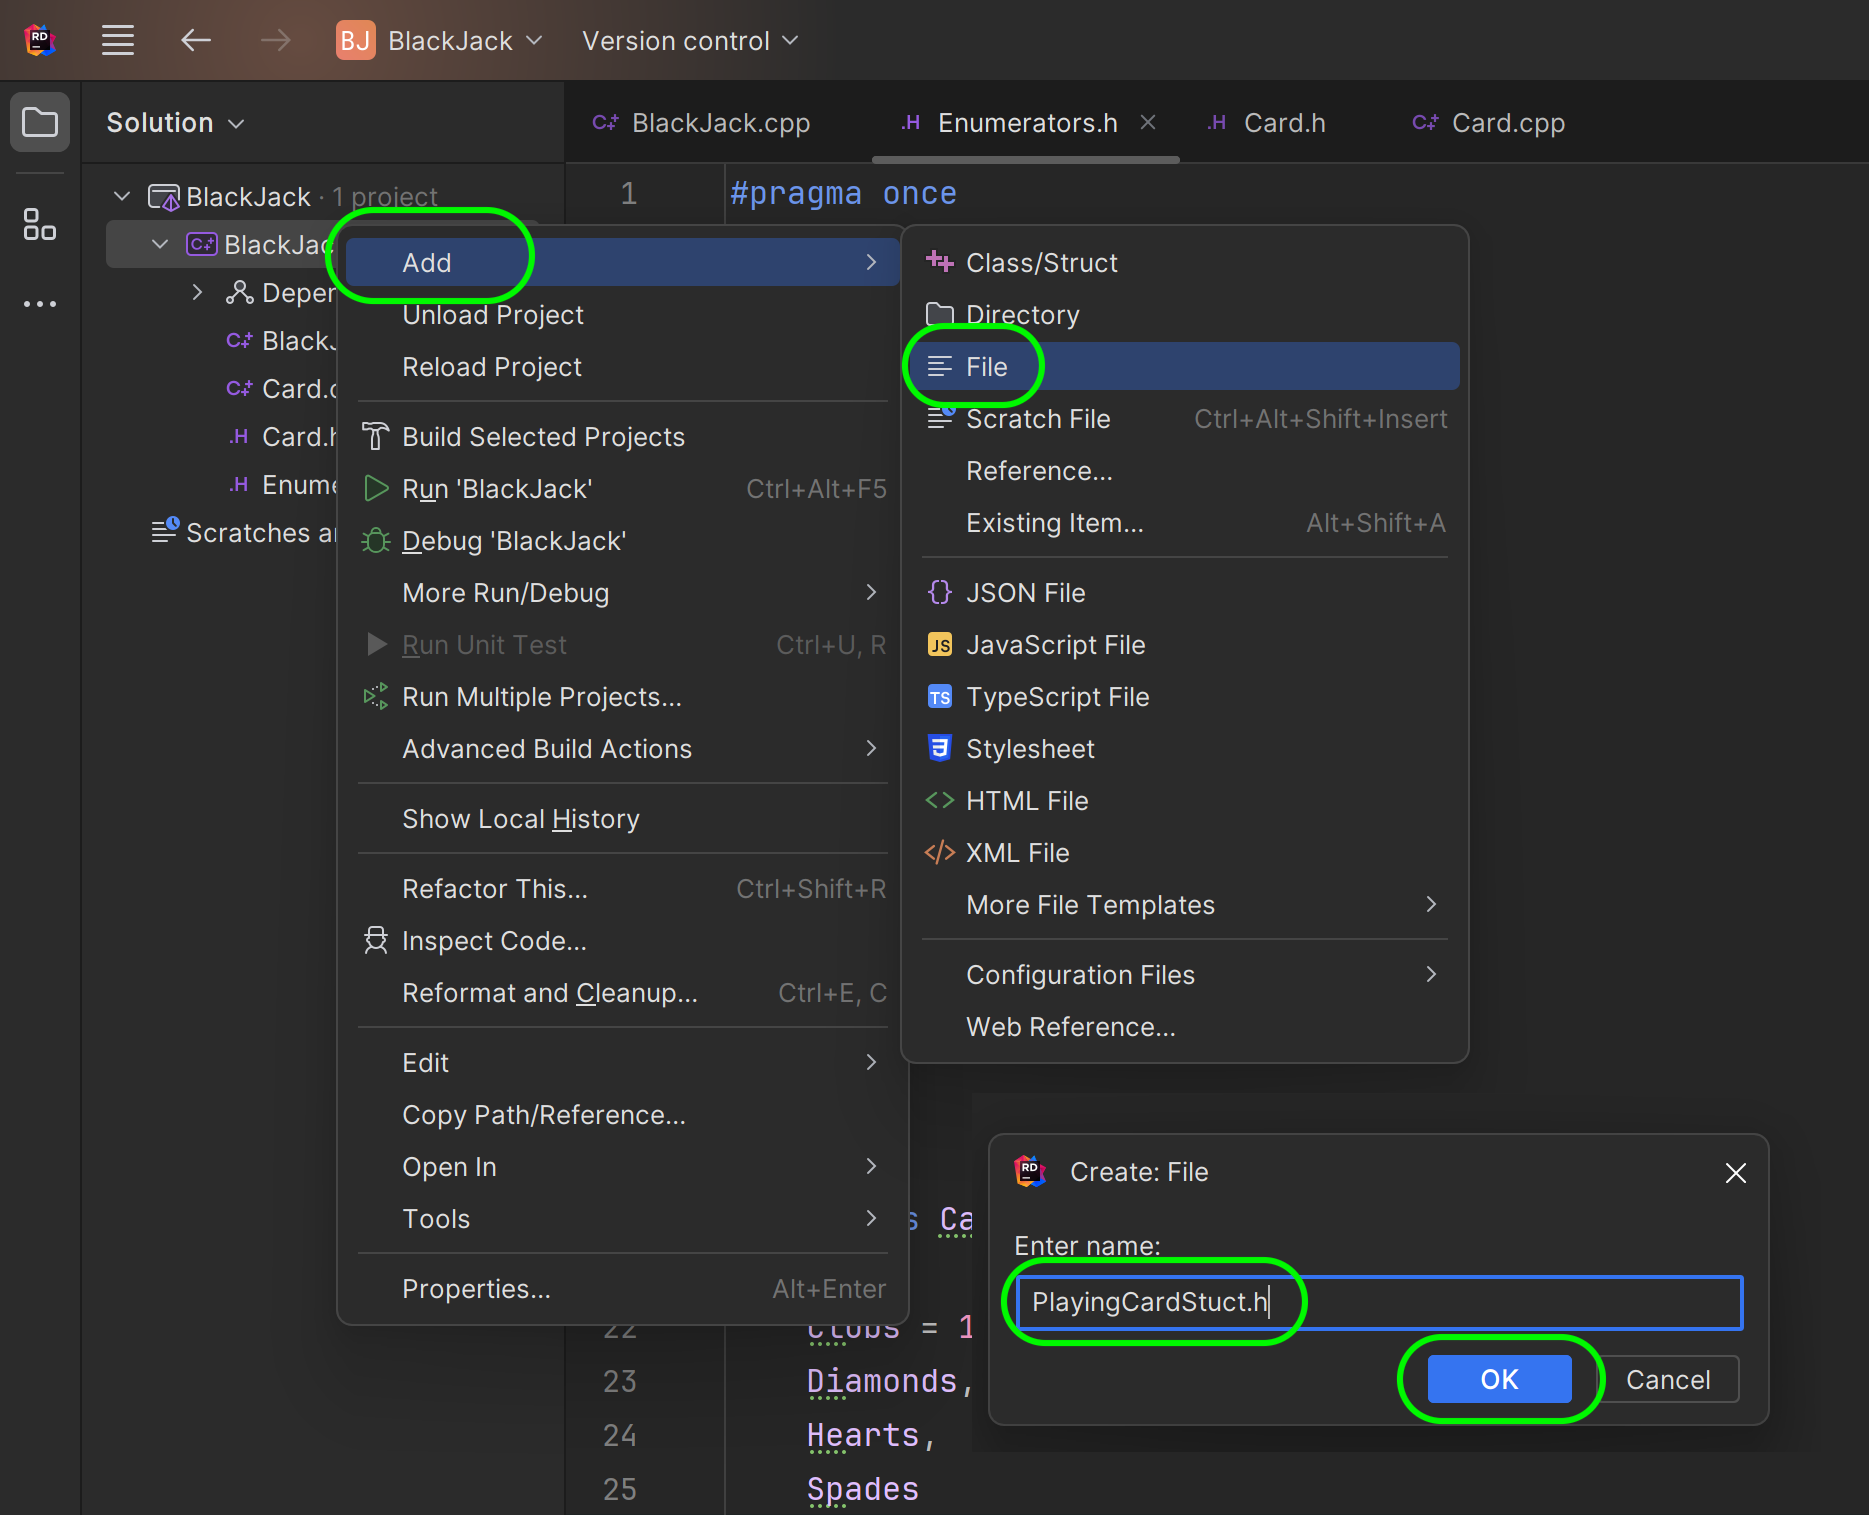 BJ BlackJack Version control
Solution
BlackJack.cpp
.H Enumerators.h
.H Card.h
Card.cpp
BlackJack · 1 project
BlackJac
Deper
BlackJ
Card.c
.H Card.h
.H Enume
Scratches a
1 #pragma once
Add
Unload Project
Reload Project
Build Selected Projects
Run 'BlackJack' Ctrl+Alt+F5
Debug 'BlackJack'
More Run/Debug
Run Unit Test Ctrl+U, R
Run Multiple Projects...
Advanced Build Actions
Show Local History
Refactor This... Ctrl+Shift+R
Inspect Code...
Reformat and Cleanup... Ctrl+E, C
Edit
Copy Path/Reference...
Open In
Tools
Properties... Alt+Enter
Class/Struct
Directory
File
Scratch File Ctrl+Alt+Shift+Insert
Reference...
Existing Item... Alt+Shift+A
JSON File
JS JavaScript File
TS TypeScript File
Stylesheet
HTML File
XML File
More File Templates
Configuration Files
Web Reference...
s Ca
22 Clubs = 1
23 Diamonds,
24 Hearts,
25 Spades
RD Create: File
Enter name:
PlayingCardStuct.h
OK Cancel